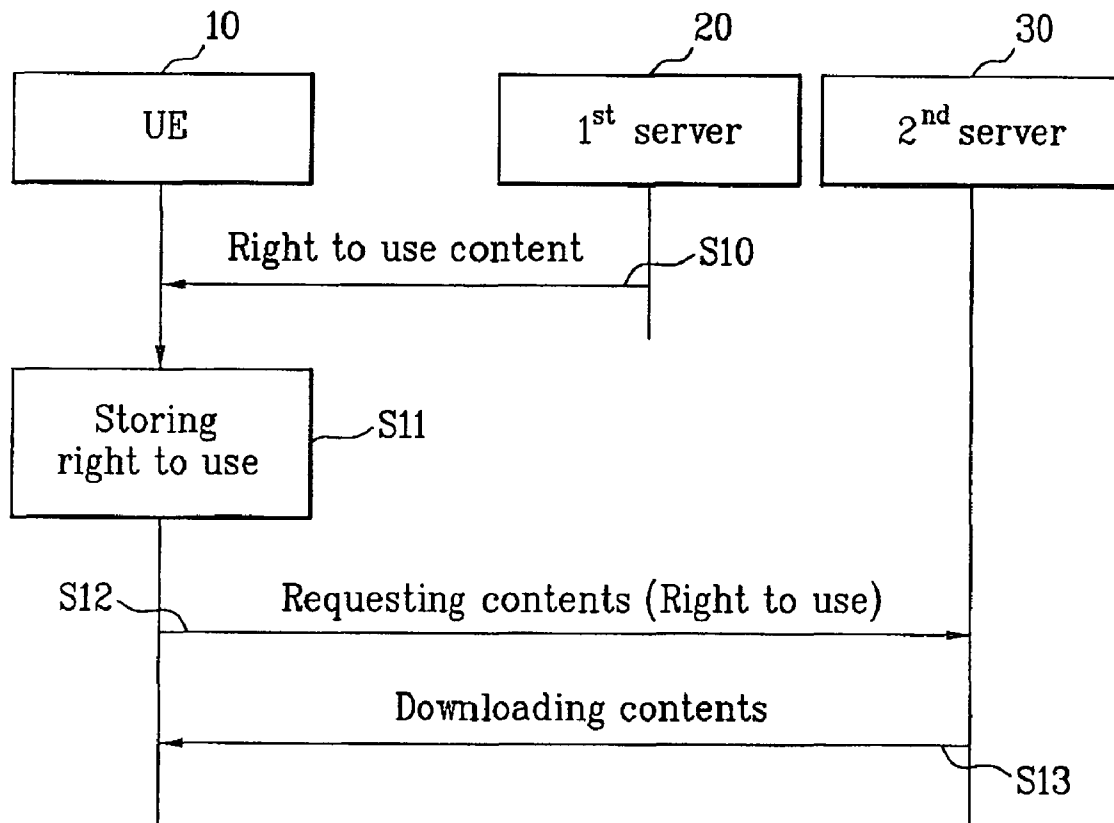 10
20
30
UE
1st server
2nd server
Right to use content
S10
Storing
right to use
S11
S12
Requesting contents (Right to use)
Downloading contents
S13